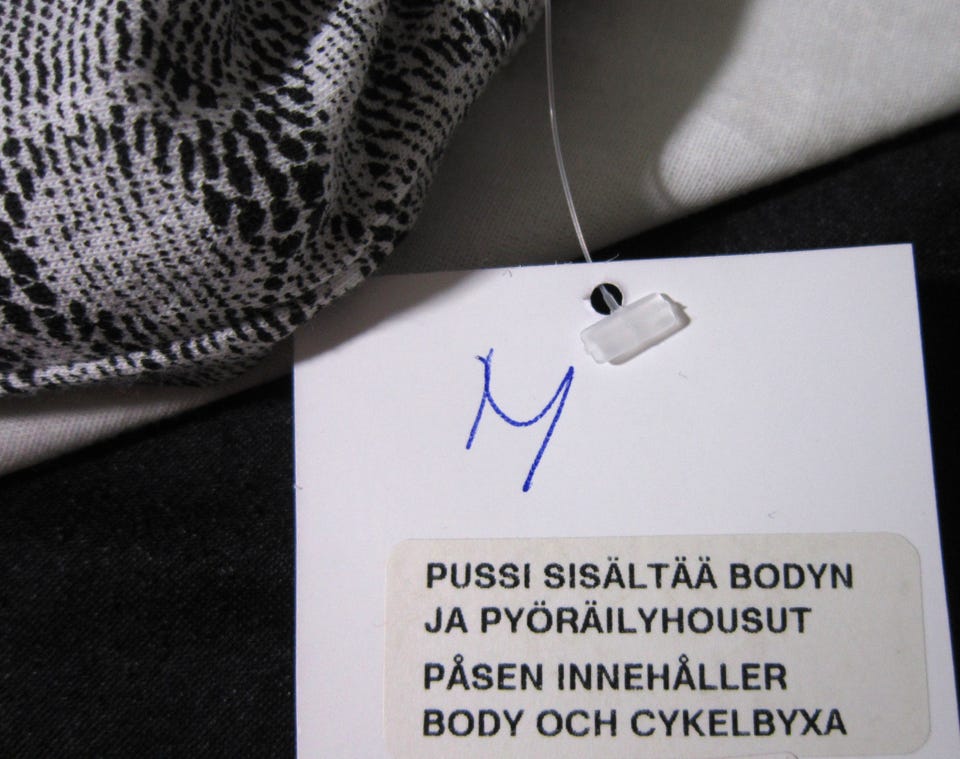 M
PUSSI SISÄLTÄÄ BODYN
JA PYÖRÄILYHOUSUT
PÅSEN INNEHÅLLER
BODY OCH CYKELBYXA